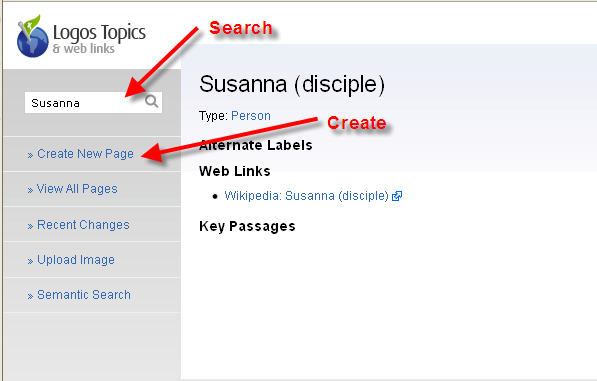 Logos Topics
& web links
Search
Susanna
Create
» Create New Page
» View All Pages
» Recent Changes
» Upload Image
» Semantic Search
Susanna (disciple)
Type: Person
Alternate Labels
Web Links
• Wikipedia: Susanna (disciple)
Key Passages